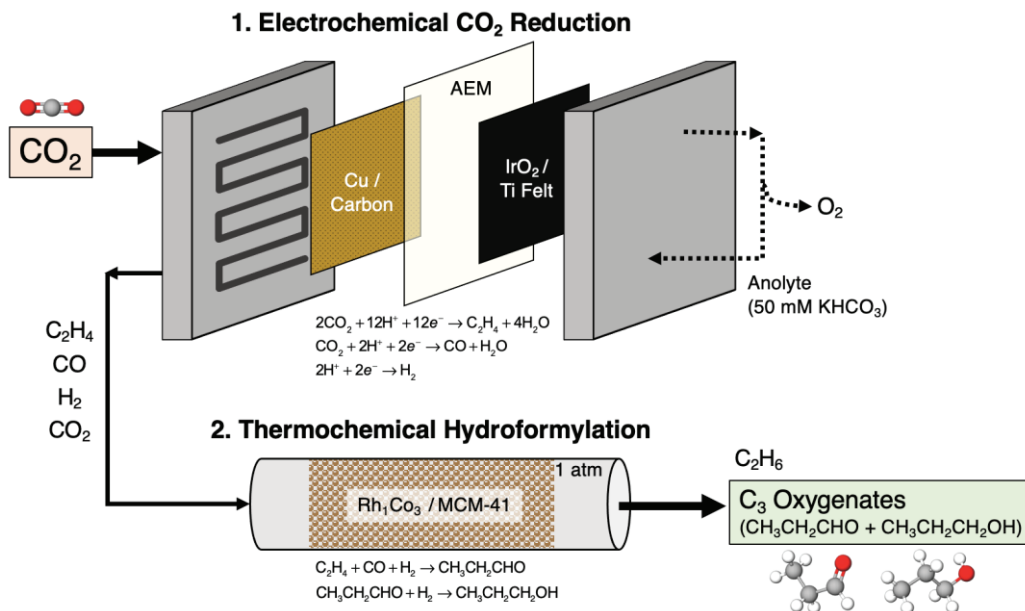 1. Electrochemical CO₂ Reduction
CO₂
Cu /
Carbon
AEM
IrO₂ /
Ti Felt
O₂
Anolyte
(50 mM KHCO₃)
2CO₂ + 12H⁺ + 12e⁻ → C₂H₄ + 4H₂O
CO₂ + 2H⁺ + 2e⁻ → CO + H₂O
2H⁺ + 2e⁻ → H₂
C₂H₄
CO
H₂
CO₂
2. Thermochemical Hydroformylation
1 atm
Rh₁Co₃ / MCM-41
C₂H₄ + CO + H₂ → CH₃CH₂CHO
CH₃CH₂CHO + H₂ → CH₃CH₂CH₂OH
C₂H₆
C₃ Oxygenates
(CH₃CH₂CHO + CH₃CH₂CH₂OH)